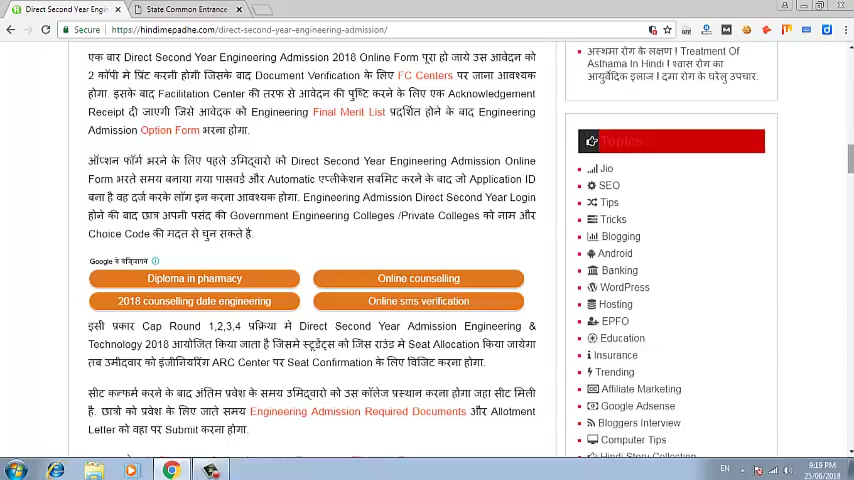 Direct Second Year Engin
State Common Entrance
Secure
https://hindimepadhe.com/direct-second-year-engineering-admission/
एक बार Direct Second Year Engineering Admission 2018 Online Form पूरा हो जाये उस आवेदन को
2 कॉपी मे प्रिंट करनी होगी जिसके बाद Document Verification के लिए FC Centers पर जाना आवश्यक
होगा. इसके बाद Facilitation Center की तरफ से आवेदन की पुष्टि करने के लिए एक Acknowledgement
Receipt दी जाएगी जिसे आवेदक को Engineering Final Merit List प्रदर्शित होने के बाद Engineering
Admission Option Form भरना होगा.
ऑप्शन फॉर्म भरने के लिए पहले उमिद्वारो को Direct Second Year Engineering Admission Online
Form भरते समय बनाया गया पासवर्ड और Automatic एप्लीकेशन सबमिट करने के बाद जो Application ID
बना है वह दर्ज करके लॉग इन करना आवश्यक होगा. Engineering Admission Direct Second Year Login
होने की बाद छात्र अपनी पसंद की Government Engineering Colleges /Private Colleges को नाम और
Choice Code की मदत से चुन सकते है.
Google के विज्ञापन
Diploma in pharmacy
Online counselling
2018 counselling date engineering
Online sms verification
इसी प्रकार Cap Round 1,2,3,4 प्रक्रिया मे Direct Second Year Admission Engineering &
Technology 2018 आयोजित किया जाता है जिसमे स्टूडेंट्स को जिस राउंड मे Seat Allocation किया जायेगा
तब उमीदवार को इंजीनियरिंग ARC Center पर Seat Confirmation के लिए विजिट करना होगा.
सीट कन्फर्म करने के बाद अंतिम प्रवेश के समय उमिद्वारो को उस कॉलेज प्रस्थान करना होगा जहा सीट मिली
है. छात्रो को प्रवेश के लिए जाते समय Engineering Admission Required Documents और Allotment
Letter को वहा पर Submit करना होगा.
अस्थमा रोग के लक्षण ! Treatment Of
Asthama In Hindi ! श्वास रोग का
आयुर्वेदिक इलाज ! दमा रोग के घरेलु उपचार.
Topics
Jio
SEO
Tips
Tricks
Blogging
Android
Banking
WordPress
Hosting
EPFO
Education
Insurance
Trending
Affiliate Marketing
Google Adsense
Bloggers Interview
Computer Tips
Hindi Story Collection
EN
9:19 PM
25/06/2018